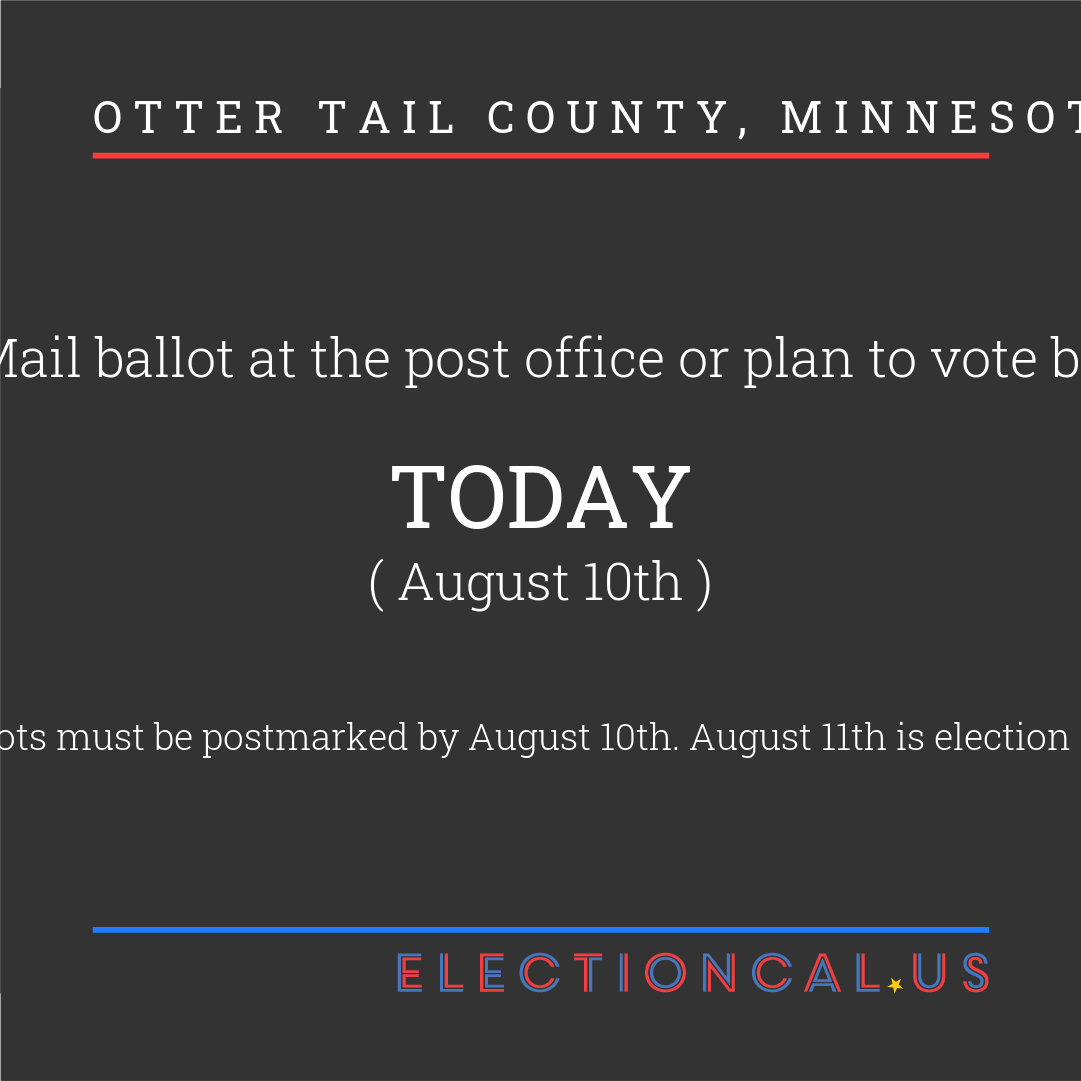 OTTER TAIL COUNTY, MINNESOT
Mail ballot at the post office or plan to vote b
TODAY
( August 10th )
ots must be postmarked by August 10th. August 11th is election
ELECTIONCAL.US